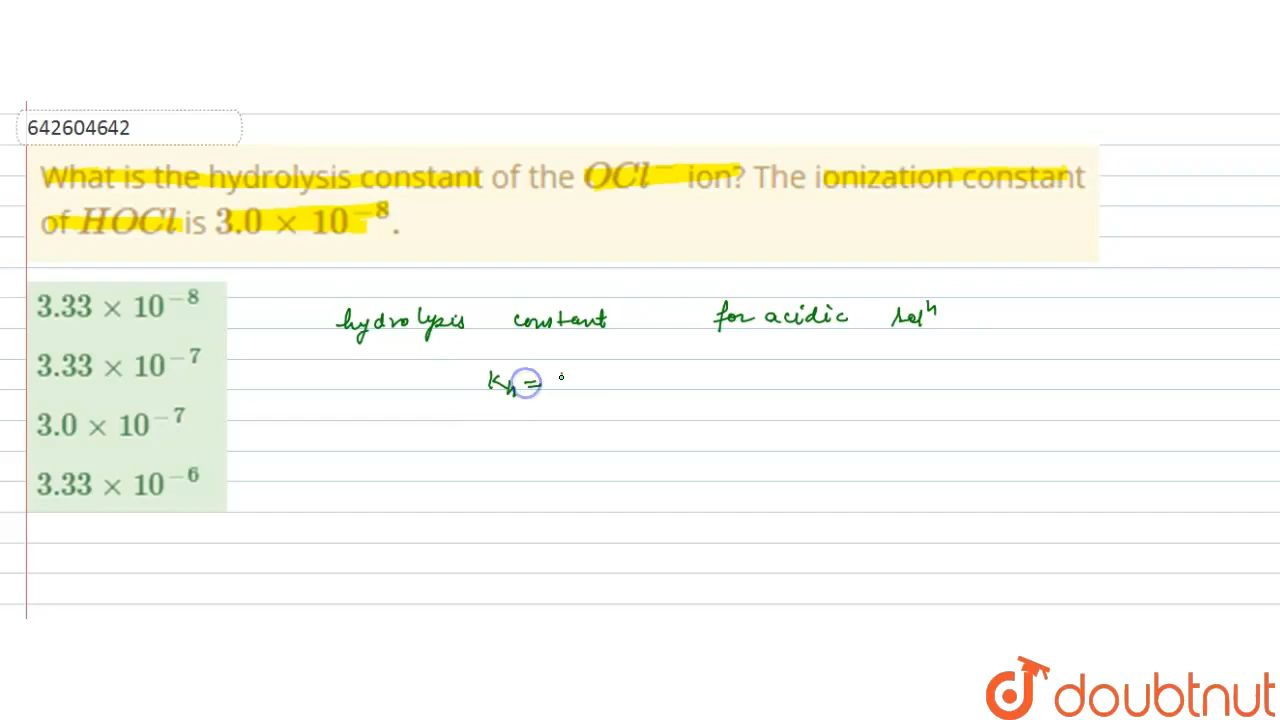 642604642
What is the hydrolysis constant of the OCl⁻ ion? The ionization constant
of HOCl is 3.0 × 10⁻⁸.
3.33 × 10⁻⁸
hydrolysis constant for acidic solⁿ
3.33 × 10⁻⁷
Kh =
3.0 × 10⁻⁷
3.33 × 10⁻⁶
doubtnut